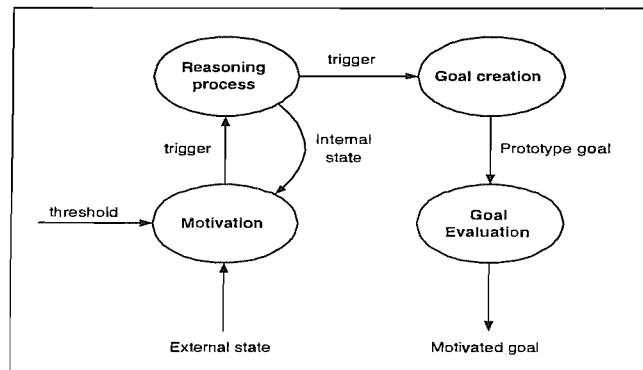 Reasoning
process
trigger
Goal creation
trigger
Internal
state
Prototype goal
threshold
Motivation
Goal
Evaluation
External state
Motivated goal